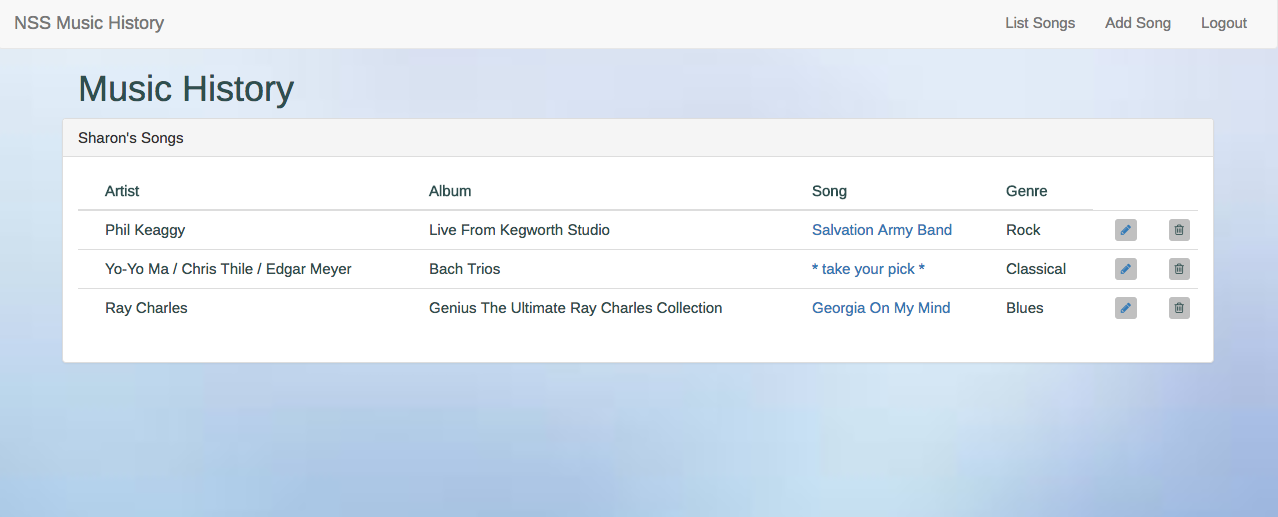 NSS Music History List Songs Add Song Logout
Music History
Sharon's Songs
Artist Album Song Genre
Phil Keaggy Live From Kegworth Studio Salvation Army Band Rock
Yo-Yo Ma / Chris Thile / Edgar Meyer Bach Trios * take your pick * Classical
Ray Charles Genius The Ultimate Ray Charles Collection Georgia On My Mind Blues